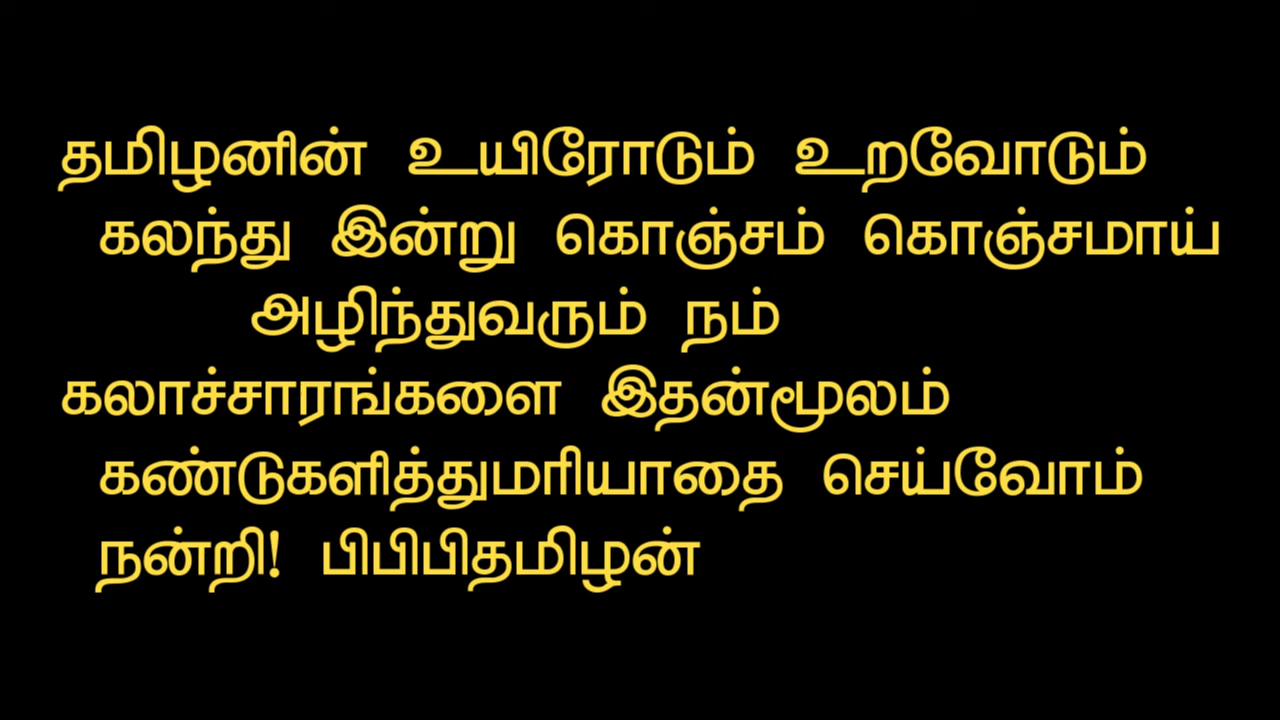 தமிழனின் உயிரோடும் உறவோடும்
கலந்து இன்று கொஞ்சம் கொஞ்சமாய்
அழிந்துவரும் நம்
கலாச்சாரங்களை இதன்மூலம்
கண்டுகளித்துமரியாதை செய்வோம்
நன்றி! பிபிபிதமிழன்